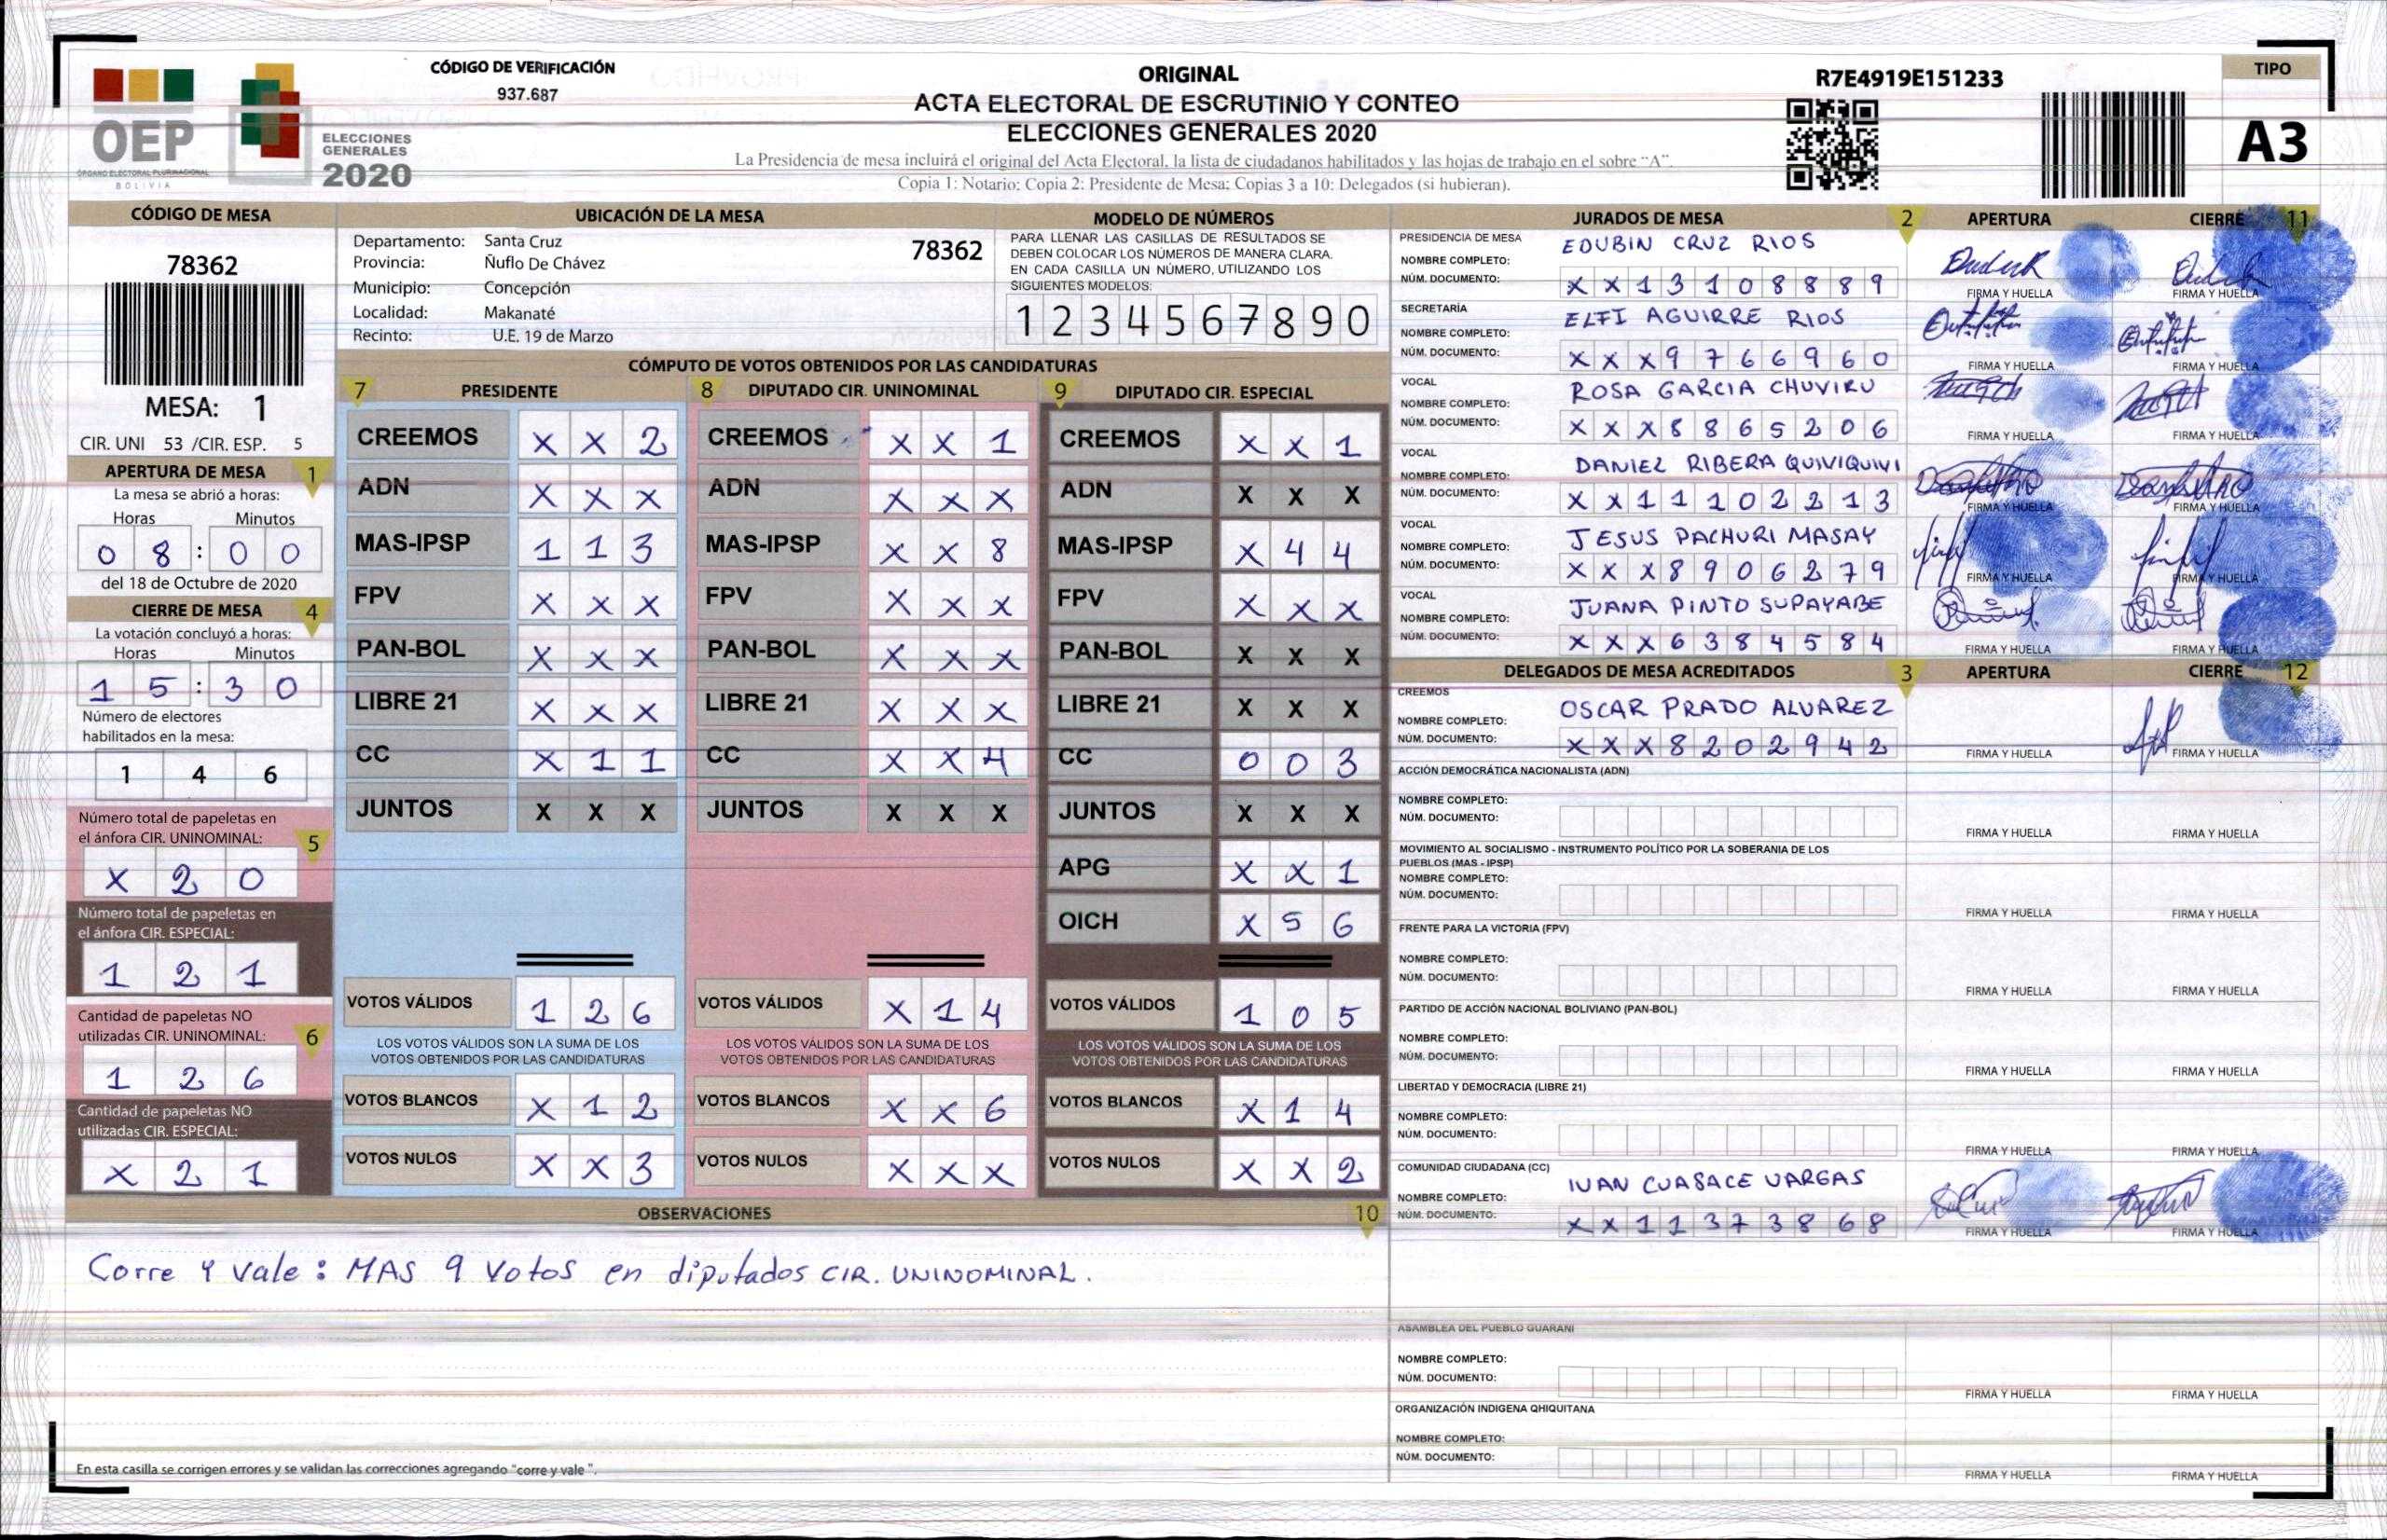 CÓDIGO DE VERIFICACIÓN
937.687
OEP
ÓRGANO ELECTORAL PLURINACIONAL
BOLIVIA
ELECCIONES
GENERALES
2020
ORIGINAL
ACTA ELECTORAL DE ESCRUTINIO Y CONTEO
ELECCIONES GENERALES 2020
La Presidencia de mesa incluirá el original del Acta Electoral, la lista de ciudadanos habilitados y las hojas de trabajo en el sobre "A".
Copia 1: Notario; Copia 2: Presidente de Mesa; Copias 3 a 10: Delegados (si hubieran).
R7E4919E151233
TIPO
A3
CÓDIGO DE MESA
78362
MESA: 1
CIR. UNI 53 /CIR. ESP. 5
APERTURA DE MESA 1
La mesa se abrió a horas:
Horas Minutos
0 8 : 0 0
del 18 de Octubre de 2020
CIERRE DE MESA 4
La votación concluyó a horas:
Horas Minutos
1 5 : 3 0
Número de electores
habilitados en la mesa:
1 4 6
Número total de papeletas en
el ánfora CIR. UNINOMINAL: 5
X 2 0
Número total de papeletas en
el ánfora CIR. ESPECIAL:
1 2 1
Cantidad de papeletas NO
utilizadas CIR. UNINOMINAL: 6
1 2 6
Cantidad de papeletas NO
utilizadas CIR. ESPECIAL:
X 2 1
UBICACIÓN DE LA MESA
Departamento: Santa Cruz 78362
Provincia: Ñuflo De Chávez
Municipio: Concepción
Localidad: Makanaté
Recinto: U.E. 19 de Marzo
MODELO DE NÚMEROS
PARA LLENAR LAS CASILLAS DE RESULTADOS SE
DEBEN COLOCAR LOS NÚMEROS DE MANERA CLARA.
EN CADA CASILLA UN NÚMERO, UTILIZANDO LOS
SIGUIENTES MODELOS:
1 2 3 4 5 6 7 8 9 0
CÓMPUTO DE VOTOS OBTENIDOS POR LAS CANDIDATURAS
7 PRESIDENTE
CREEMOS X X 2
ADN X X X
MAS-IPSP 1 1 3
FPV X X X
PAN-BOL X X X
LIBRE 21 X X X
CC X 1 1
JUNTOS X X X
VOTOS VÁLIDOS 1 2 6
LOS VOTOS VÁLIDOS SON LA SUMA DE LOS
VOTOS OBTENIDOS POR LAS CANDIDATURAS
VOTOS BLANCOS X 1 2
VOTOS NULOS X X 3
8 DIPUTADO CIR. UNINOMINAL
CREEMOS X X 1
ADN X X X
MAS-IPSP X X 8
FPV X X X
PAN-BOL X X X
LIBRE 21 X X X
CC X X 4
JUNTOS X X X
VOTOS VÁLIDOS X 1 4
LOS VOTOS VÁLIDOS SON LA SUMA DE LOS
VOTOS OBTENIDOS POR LAS CANDIDATURAS
VOTOS BLANCOS X X 6
VOTOS NULOS X X X
9 DIPUTADO CIR. ESPECIAL
CREEMOS X X 1
ADN X X X
MAS-IPSP X 4 4
FPV X X X
PAN-BOL X X X
LIBRE 21 X X X
CC 0 0 3
JUNTOS X X X
APG X X 1
OICH X 5 6
VOTOS VÁLIDOS 1 0 5
LOS VOTOS VÁLIDOS SON LA SUMA DE LOS
VOTOS OBTENIDOS POR LAS CANDIDATURAS
VOTOS BLANCOS X 1 4
VOTOS NULOS X X 2
OBSERVACIONES 10
Corre y vale: MAS 9 votos en diputados CIR. UNINOMINAL.
En esta casilla se corrigen errores y se validan las correcciones agregando "corre y vale".
JURADOS DE MESA 2 APERTURA CIERRE 11
PRESIDENCIA DE MESA
NOMBRE COMPLETO: EDUBIN CRUZ RIOS
NÚM. DOCUMENTO: X X 1 3 1 0 8 8 8 9
FIRMA Y HUELLA FIRMA Y HUELLA
SECRETARÍA
NOMBRE COMPLETO: ELFI AGUIRRE RIOS
NÚM. DOCUMENTO: X X X 9 7 6 6 9 6 0
FIRMA Y HUELLA FIRMA Y HUELLA
VOCAL
NOMBRE COMPLETO: ROSA GARCIA CHUVIRU
NÚM. DOCUMENTO: X X X 8 8 6 5 2 0 6
FIRMA Y HUELLA FIRMA Y HUELLA
VOCAL
NOMBRE COMPLETO: DANIEL RIBERA QUIVIQUIVI
NÚM. DOCUMENTO: X X 1 1 1 0 2 2 1 3
FIRMA Y HUELLA FIRMA Y HUELLA
VOCAL
NOMBRE COMPLETO: JESUS PACHURI MASAY
NÚM. DOCUMENTO: X X X 8 9 0 6 2 7 9
FIRMA Y HUELLA FIRMA Y HUELLA
VOCAL
NOMBRE COMPLETO: JUANA PINTO SUPAYABE
NÚM. DOCUMENTO: X X X 6 3 8 4 5 8 4
FIRMA Y HUELLA FIRMA Y HUELLA
DELEGADOS DE MESA ACREDITADOS 3 APERTURA CIERRE 12
CREEMOS
NOMBRE COMPLETO: OSCAR PRADO ALVAREZ
NÚM. DOCUMENTO: X X X 8 2 0 2 9 4 2
FIRMA Y HUELLA FIRMA Y HUELLA
ACCIÓN DEMOCRÁTICA NACIONALISTA (ADN)
NOMBRE COMPLETO:
NÚM. DOCUMENTO:
FIRMA Y HUELLA FIRMA Y HUELLA
MOVIMIENTO AL SOCIALISMO - INSTRUMENTO POLÍTICO POR LA SOBERANIA DE LOS
PUEBLOS (MAS - IPSP)
NOMBRE COMPLETO:
NÚM. DOCUMENTO:
FIRMA Y HUELLA FIRMA Y HUELLA
FRENTE PARA LA VICTORIA (FPV)
NOMBRE COMPLETO:
NÚM. DOCUMENTO:
FIRMA Y HUELLA FIRMA Y HUELLA
PARTIDO DE ACCIÓN NACIONAL BOLIVIANO (PAN-BOL)
NOMBRE COMPLETO:
NÚM. DOCUMENTO:
FIRMA Y HUELLA FIRMA Y HUELLA
LIBERTAD Y DEMOCRACIA (LIBRE 21)
NOMBRE COMPLETO:
NÚM. DOCUMENTO:
FIRMA Y HUELLA FIRMA Y HUELLA
COMUNIDAD CIUDADANA (CC)
NOMBRE COMPLETO: IVAN CUASACE VARGAS
NÚM. DOCUMENTO: X X 1 1 3 7 3 8 6 8
FIRMA Y HUELLA FIRMA Y HUELLA
ASAMBLEA DEL PUEBLO GUARANI
NOMBRE COMPLETO:
NÚM. DOCUMENTO:
FIRMA Y HUELLA FIRMA Y HUELLA
ORGANIZACIÓN INDIGENA QHIQUITANA
NOMBRE COMPLETO:
NÚM. DOCUMENTO:
FIRMA Y HUELLA FIRMA Y HUELLA